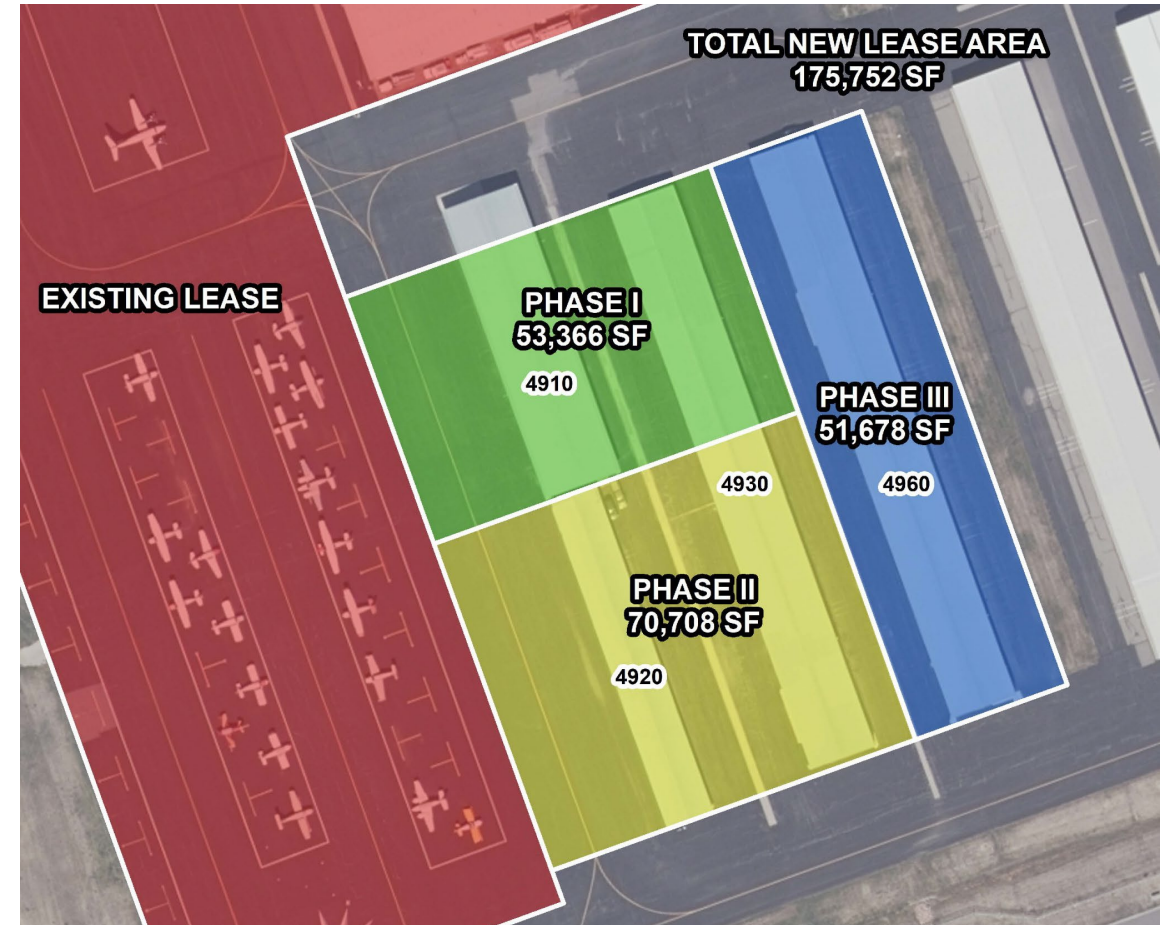 TOTAL NEW LEASE AREA
175,752 SF
EXISTING LEASE
PHASE I
53,366 SF
4910
PHASE III
51,678 SF
4930
4960
PHASE II
70,708 SF
4920